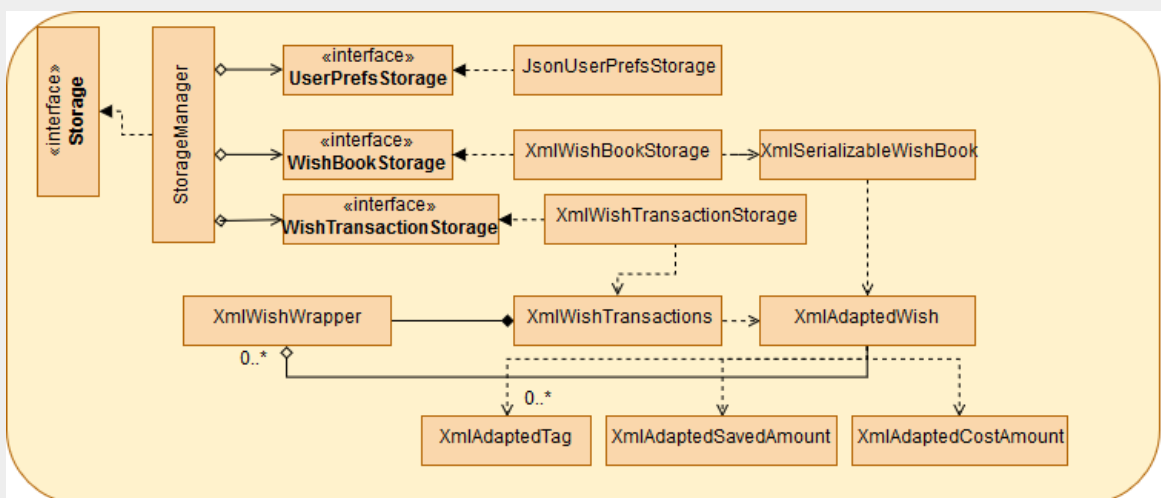 «interface»
Storage
StorageManager
«interface»
UserPrefsStorage
JsonUserPrefsStorage
«interface»
WishBookStorage
XmlWishBookStorage
XmlSerializableWishBook
«interface»
WishTransactionStorage
XmlWishTransactionStorage
XmlWishWrapper
XmlWishTransactions
XmlAdaptedWish
0..*
0..*
XmlAdaptedTag
XmlAdaptedSavedAmount
XmlAdaptedCostAmount